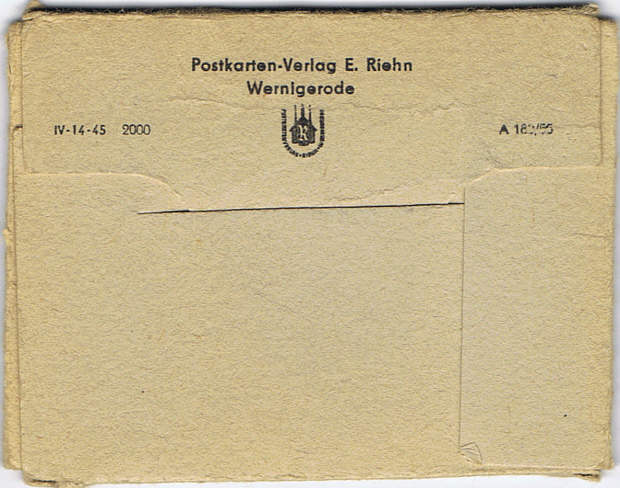 Postkarten-Verlag E. Riehn
Wernigerode
IV-14-45 2000
R